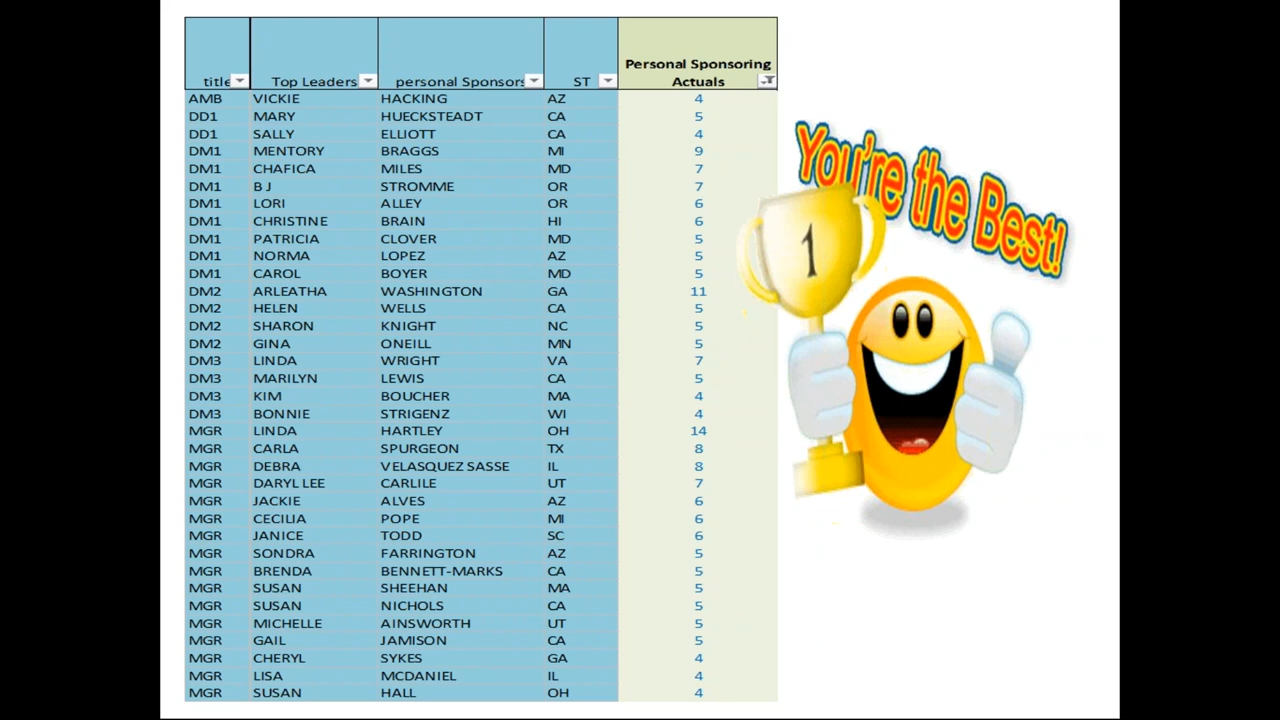 Personal Sponsoring
title Top Leaders personal Sponsors ST Actuals
AMB VICKIE HACKING AZ 4
DD1 MARY HUECKSTEADT CA 5
DD1 SALLY ELLIOTT CA 4
DM1 MENTORY BRAGGS MI 9
DM1 CHAFICA MILES MD 7
DM1 B J STROMME OR 7
DM1 LORI ALLEY OR 6
DM1 CHRISTINE BRAIN HI 6
DM1 PATRICIA CLOVER MD 5
DM1 NORMA LOPEZ AZ 5
DM1 CAROL BOYER MD 5
DM2 ARLEATHA WASHINGTON GA 11
DM2 HELEN WELLS CA 5
DM2 SHARON KNIGHT NC 5
DM2 GINA ONEILL MN 5
DM3 LINDA WRIGHT VA 7
DM3 MARILYN LEWIS CA 5
DM3 KIM BOUCHER MA 4
DM3 BONNIE STRIGENZ WI 4
MGR LINDA HARTLEY OH 14
MGR CARLA SPURGEON TX 8
MGR DEBRA VELASQUEZ SASSE IL 8
MGR DARYL LEE CARLILE UT 7
MGR JACKIE ALVES AZ 6
MGR CECILIA POPE MI 6
MGR JANICE TODD SC 6
MGR SONDRA FARRINGTON AZ 5
MGR BRENDA BENNETT-MARKS CA 5
MGR SUSAN SHEEHAN MA 5
MGR SUSAN NICHOLS CA 5
MGR MICHELLE AINSWORTH UT 5
MGR GAIL JAMISON CA 5
MGR CHERYL SYKES GA 4
MGR LISA MCDANIEL IL 4
MGR SUSAN HALL OH 4
You're the Best!
1